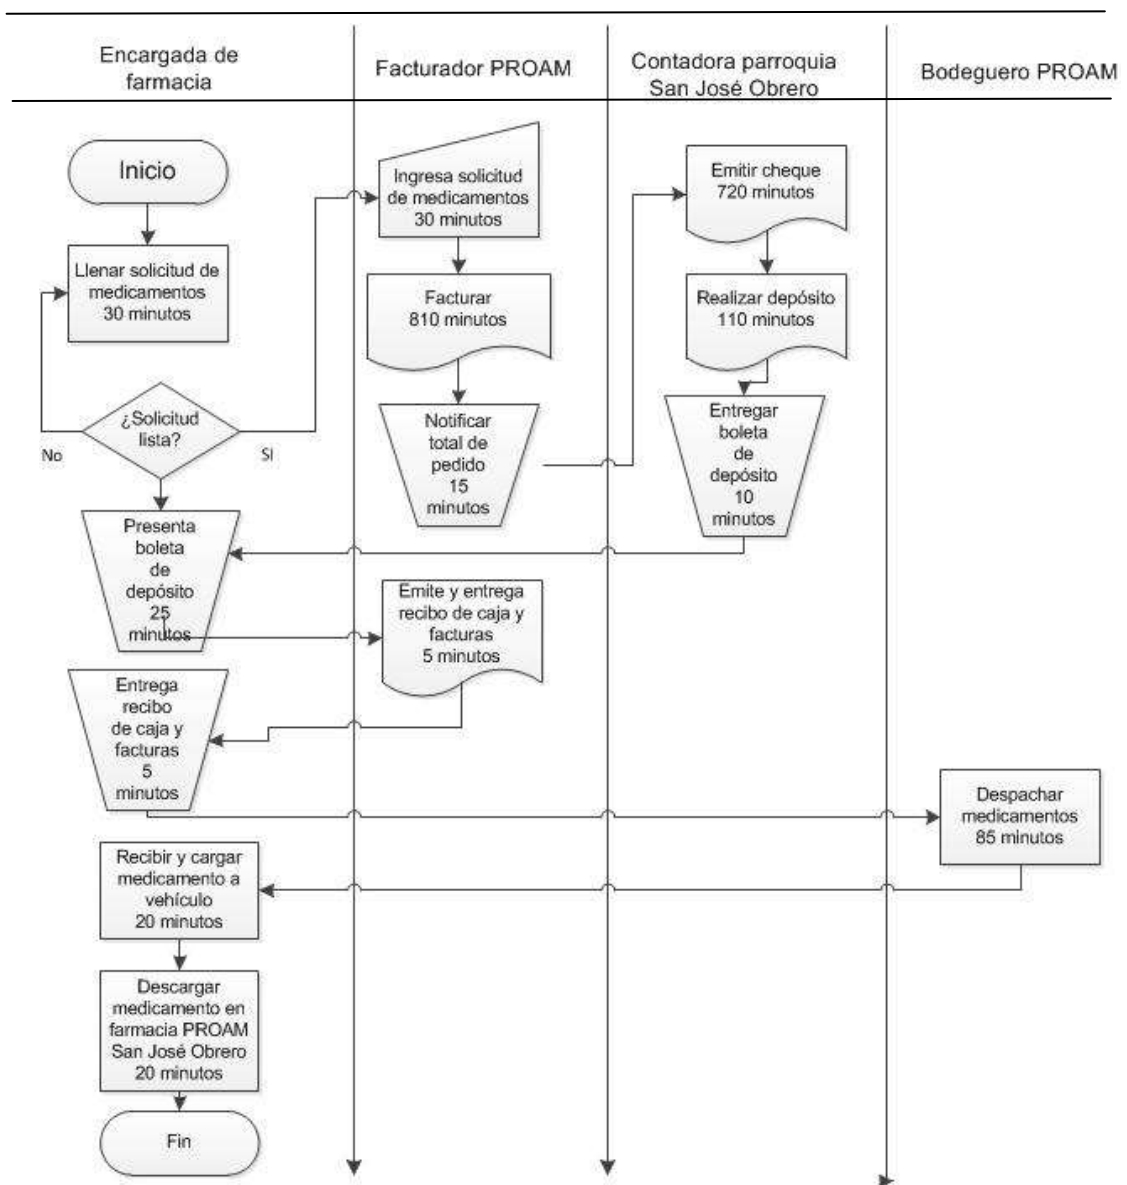 Encargada de
farmacia
Facturador PROAM
Contadora parroquia
San José Obrero
Bodeguero PROAM
Inicio
Llenar solicitud de
medicamentos
30 minutos
¿Solicitud
lista?
No
SI
Ingresa solicitud
de medicamentos
30 minutos
Facturar
810 minutos
Notificar
total de
pedido
15
minutos
Emitir cheque
720 minutos
Realizar depósito
110 minutos
Entregar
boleta
de
depósito
10
minutos
Presenta
boleta
de
depósito
25
minutos
Emite y entrega
recibo de caja y
facturas
5 minutos
Entrega
recibo
de caja y
facturas
5
minutos
Despachar
medicamentos
85 minutos
Recibir y cargar
medicamento a
vehículo
20 minutos
Descargar
medicamento en
farmacia PROAM
San José Obrero
20 minutos
Fin